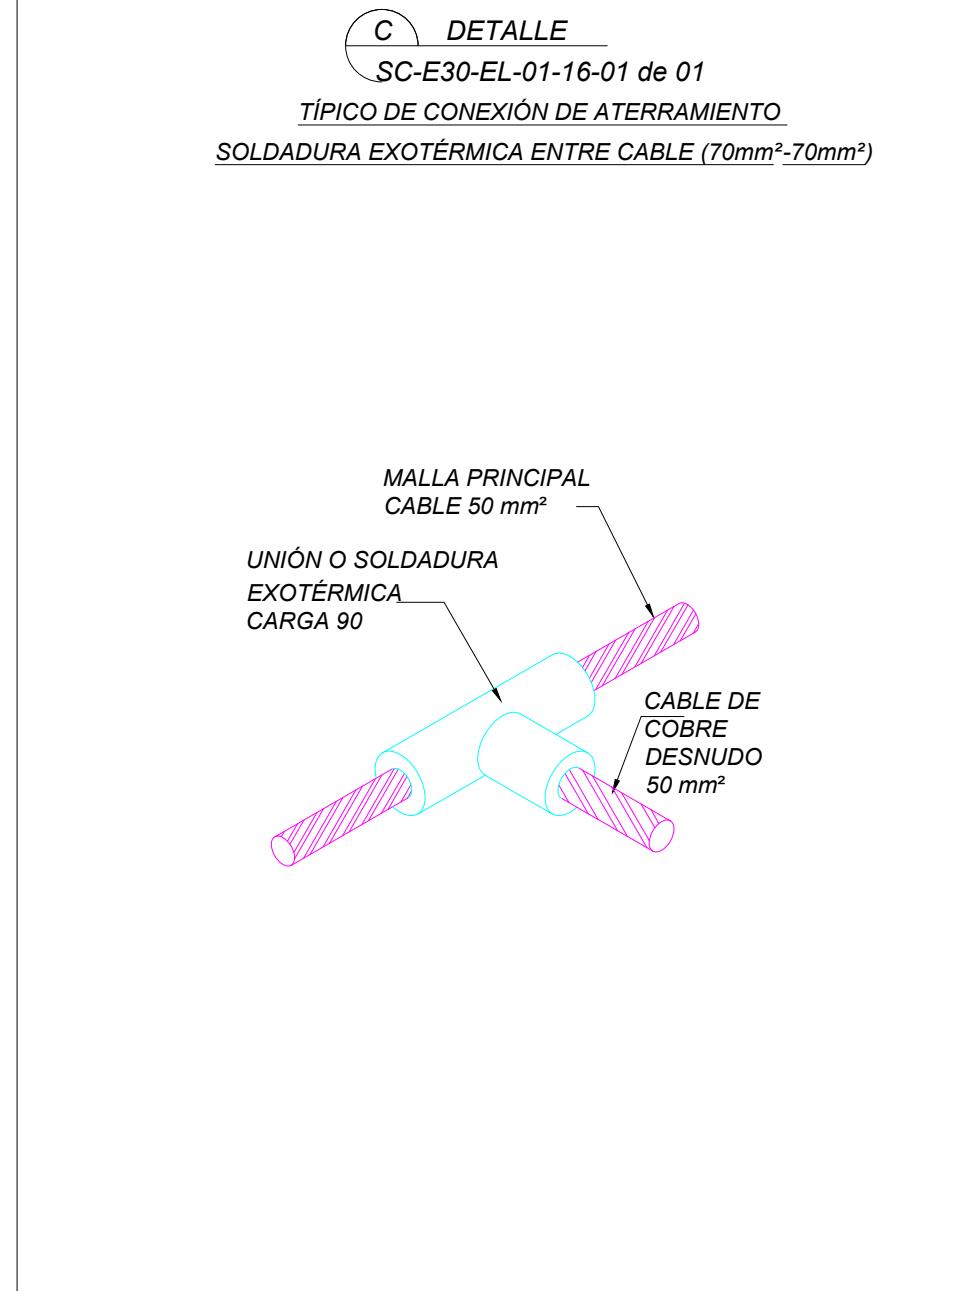 C DETALLE
SC-E30-EL-01-16-01 de 01
TÍPICO DE CONEXIÓN DE ATERRAMIENTO
SOLDADURA EXOTÉRMICA ENTRE CABLE (70mm²-70mm²)
MALLA PRINCIPAL
CABLE 50 mm²
UNIÓN O SOLDADURA
EXOTÉRMICA
CARGA 90
CABLE DE
COBRE
DESNUDO
50 mm²